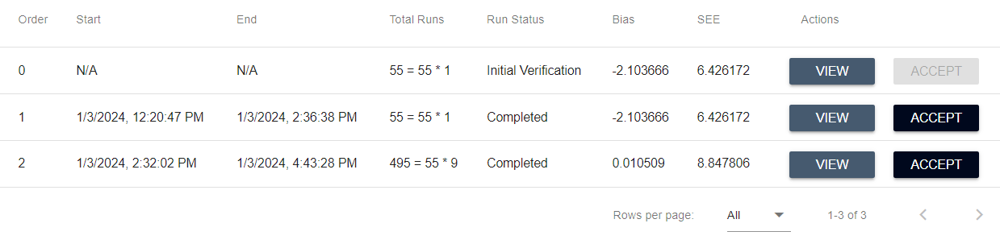 Order Start End Total Runs Run Status Bias SEE Actions
0 N/A N/A 55 = 55 * 1 Initial Verification -2.103666 6.426172 VIEW ACCEPT
1 1/3/2024, 12:20:47 PM 1/3/2024, 2:36:38 PM 55 = 55 * 1 Completed -2.103666 6.426172 VIEW ACCEPT
2 1/3/2024, 2:32:02 PM 1/3/2024, 4:43:28 PM 495 = 55 * 9 Completed 0.010509 8.847806 VIEW ACCEPT
Rows per page: All 1-3 of 3